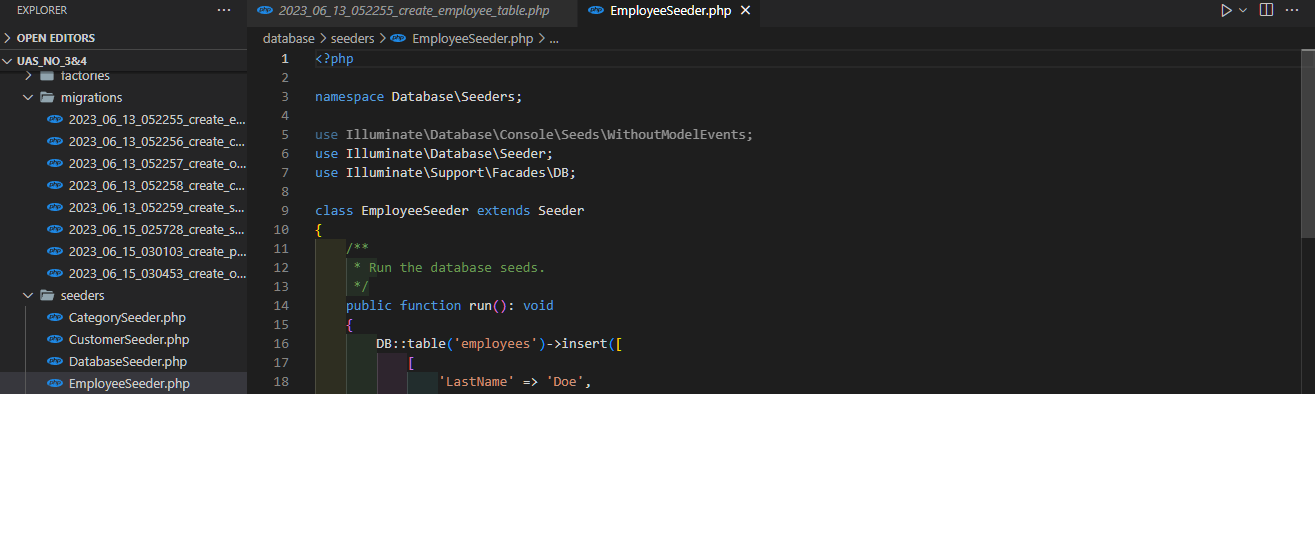 EXPLORER
2023_06_13_052255_create_employee_table.php
EmployeeSeeder.php
OPEN EDITORS
UAS_NO_3&4
factories
migrations
2023_06_13_052255_create_e...
2023_06_13_052256_create_c...
2023_06_13_052257_create_o...
2023_06_13_052258_create_c...
2023_06_13_052259_create_s...
2023_06_15_025728_create_s...
2023_06_15_030103_create_p...
2023_06_15_030453_create_o...
seeders
CategorySeeder.php
CustomerSeeder.php
DatabaseSeeder.php
EmployeeSeeder.php
database > seeders > EmployeeSeeder.php > ...
1 <?php
2
3 namespace Database\Seeders;
4
5 use Illuminate\Database\Console\Seeds\WithoutModelEvents;
6 use Illuminate\Database\Seeder;
7 use Illuminate\Support\Facades\DB;
8
9 class EmployeeSeeder extends Seeder
10 {
11 /**
12 * Run the database seeds.
13 */
14 public function run(): void
15 {
16 DB::table('employees')->insert([
17 [
18 'LastName' => 'Doe',